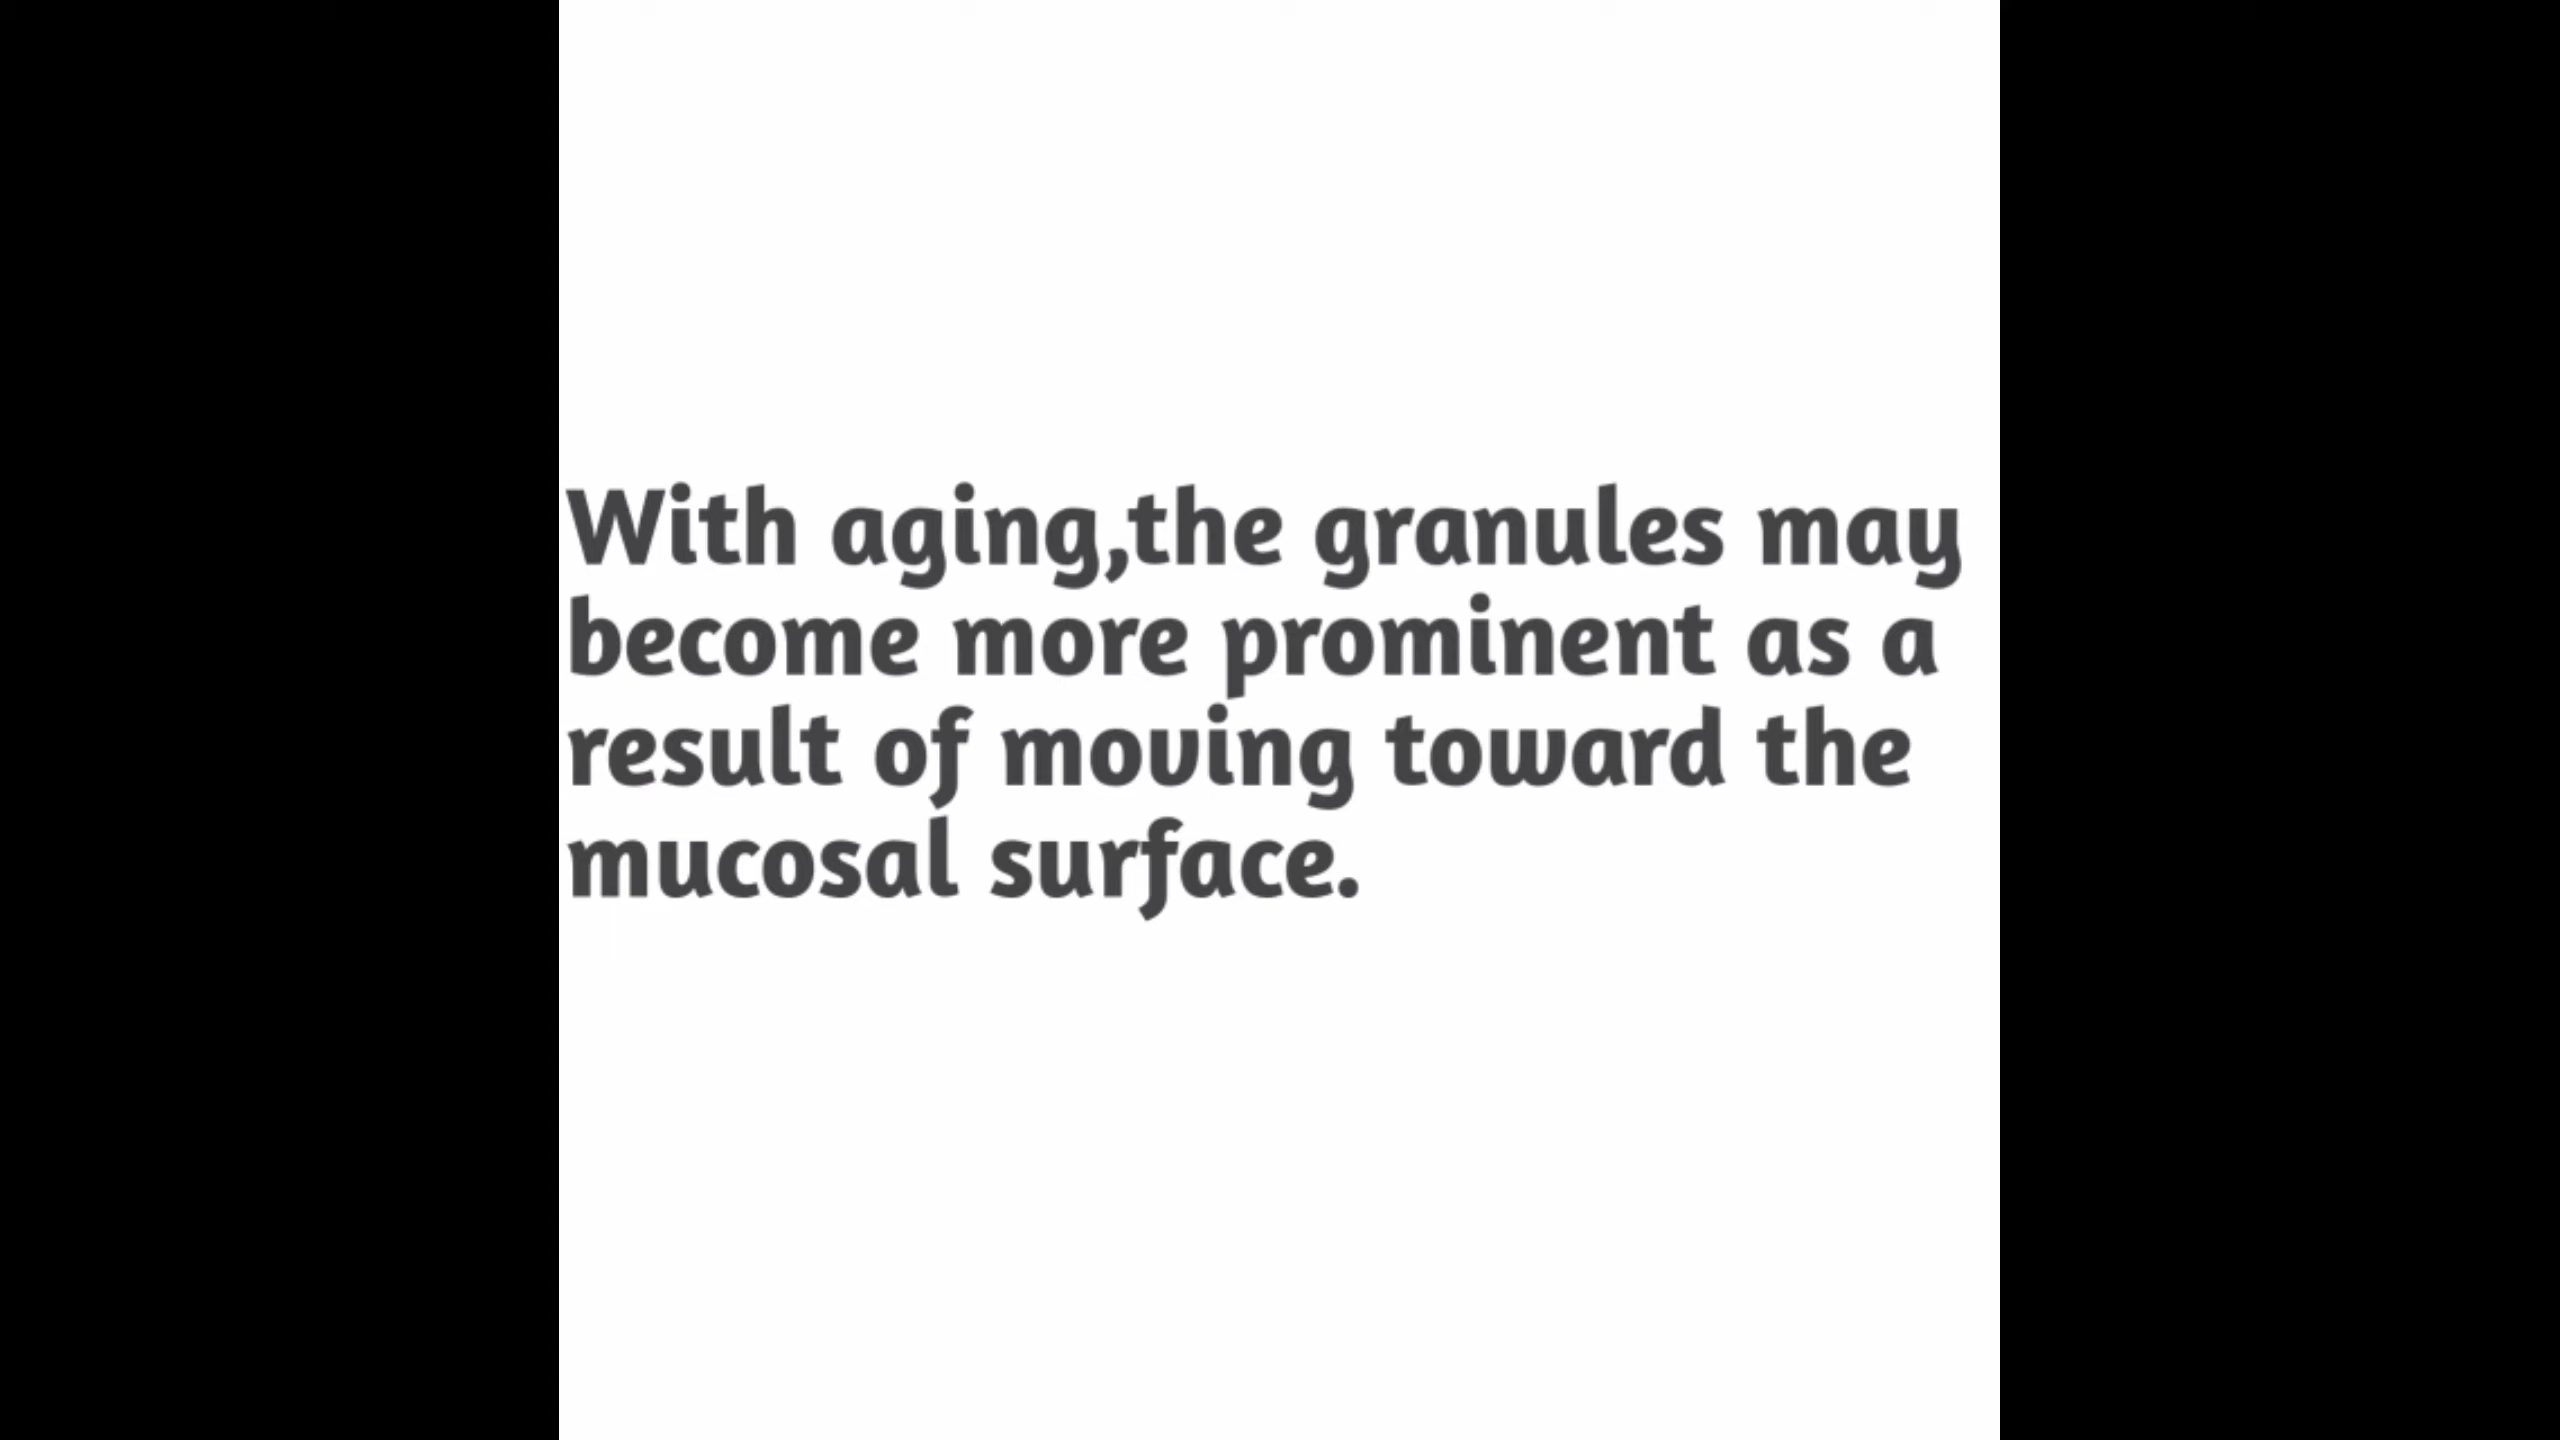 With aging,the granules may
become more prominent as a
result of moving toward the
mucosal surface.